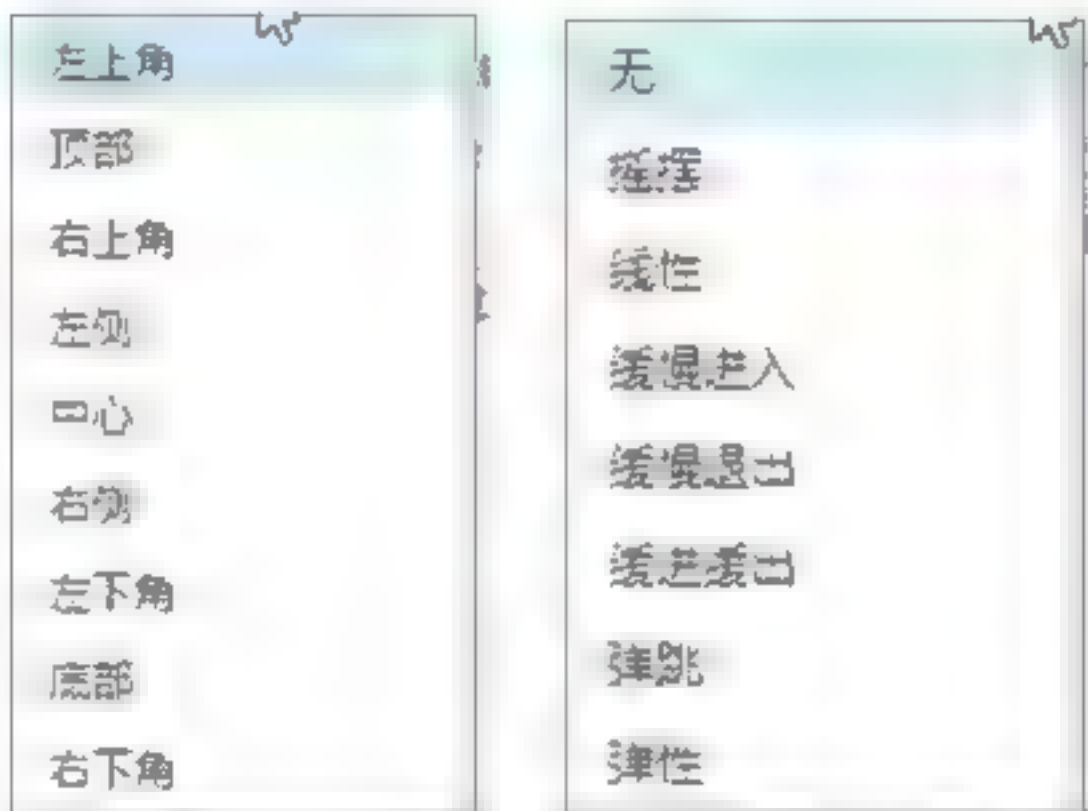 左上角
顶部
右上角
左侧
中心
右侧
左下角
底部
右下角
无
摇摆
线性
缓慢进入
缓慢退出
缓进缓出
弹跳
弹性